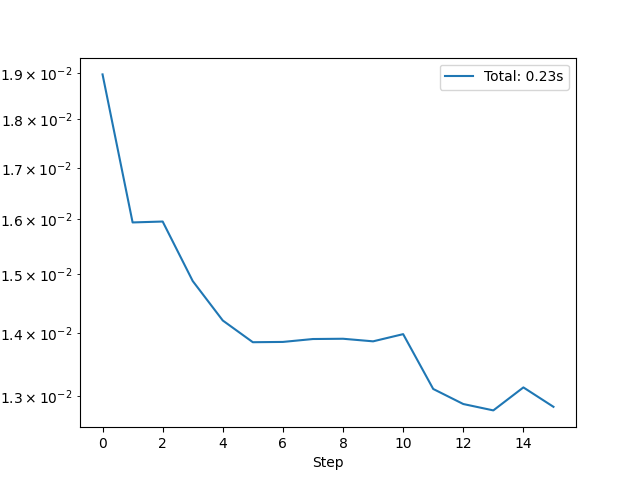 Total: 0.23s
1.9 × 10⁻²
1.8 × 10⁻²
1.7 × 10⁻²
1.6 × 10⁻²
1.5 × 10⁻²
1.4 × 10⁻²
1.3 × 10⁻²
0 2 4 6 8 10 12 14
Step